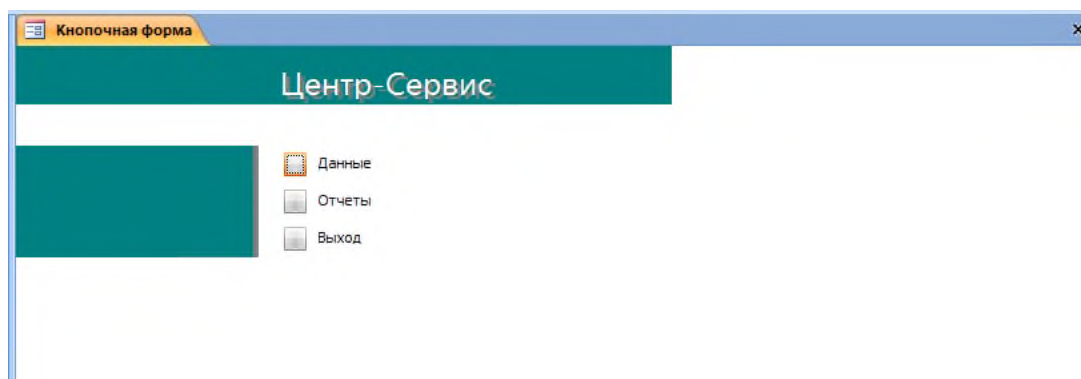 Кнопочная форма
Центр-Сервис
Данные
Отчеты
Выход